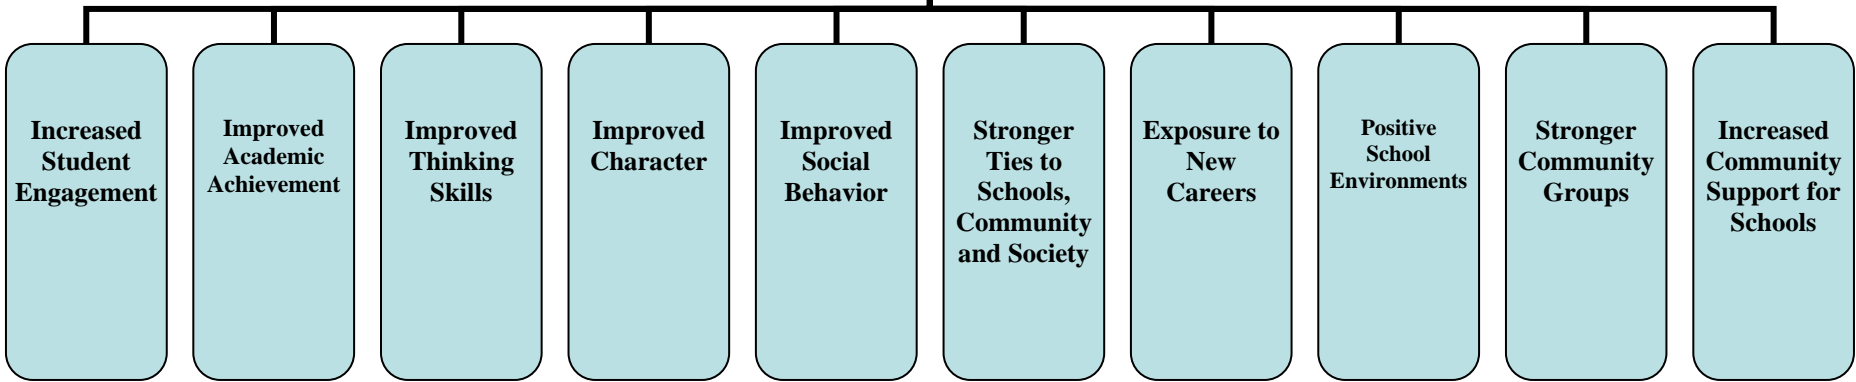 Increased
Student
Engagement
Improved
Academic
Achievement
Improved
Thinking
Skills
Improved
Character
Improved
Social
Behavior
Stronger
Ties to
Schools,
Community
and Society
Exposure to
New
Careers
Positive
School
Environments
Stronger
Community
Groups
Increased
Community
Support for
Schools